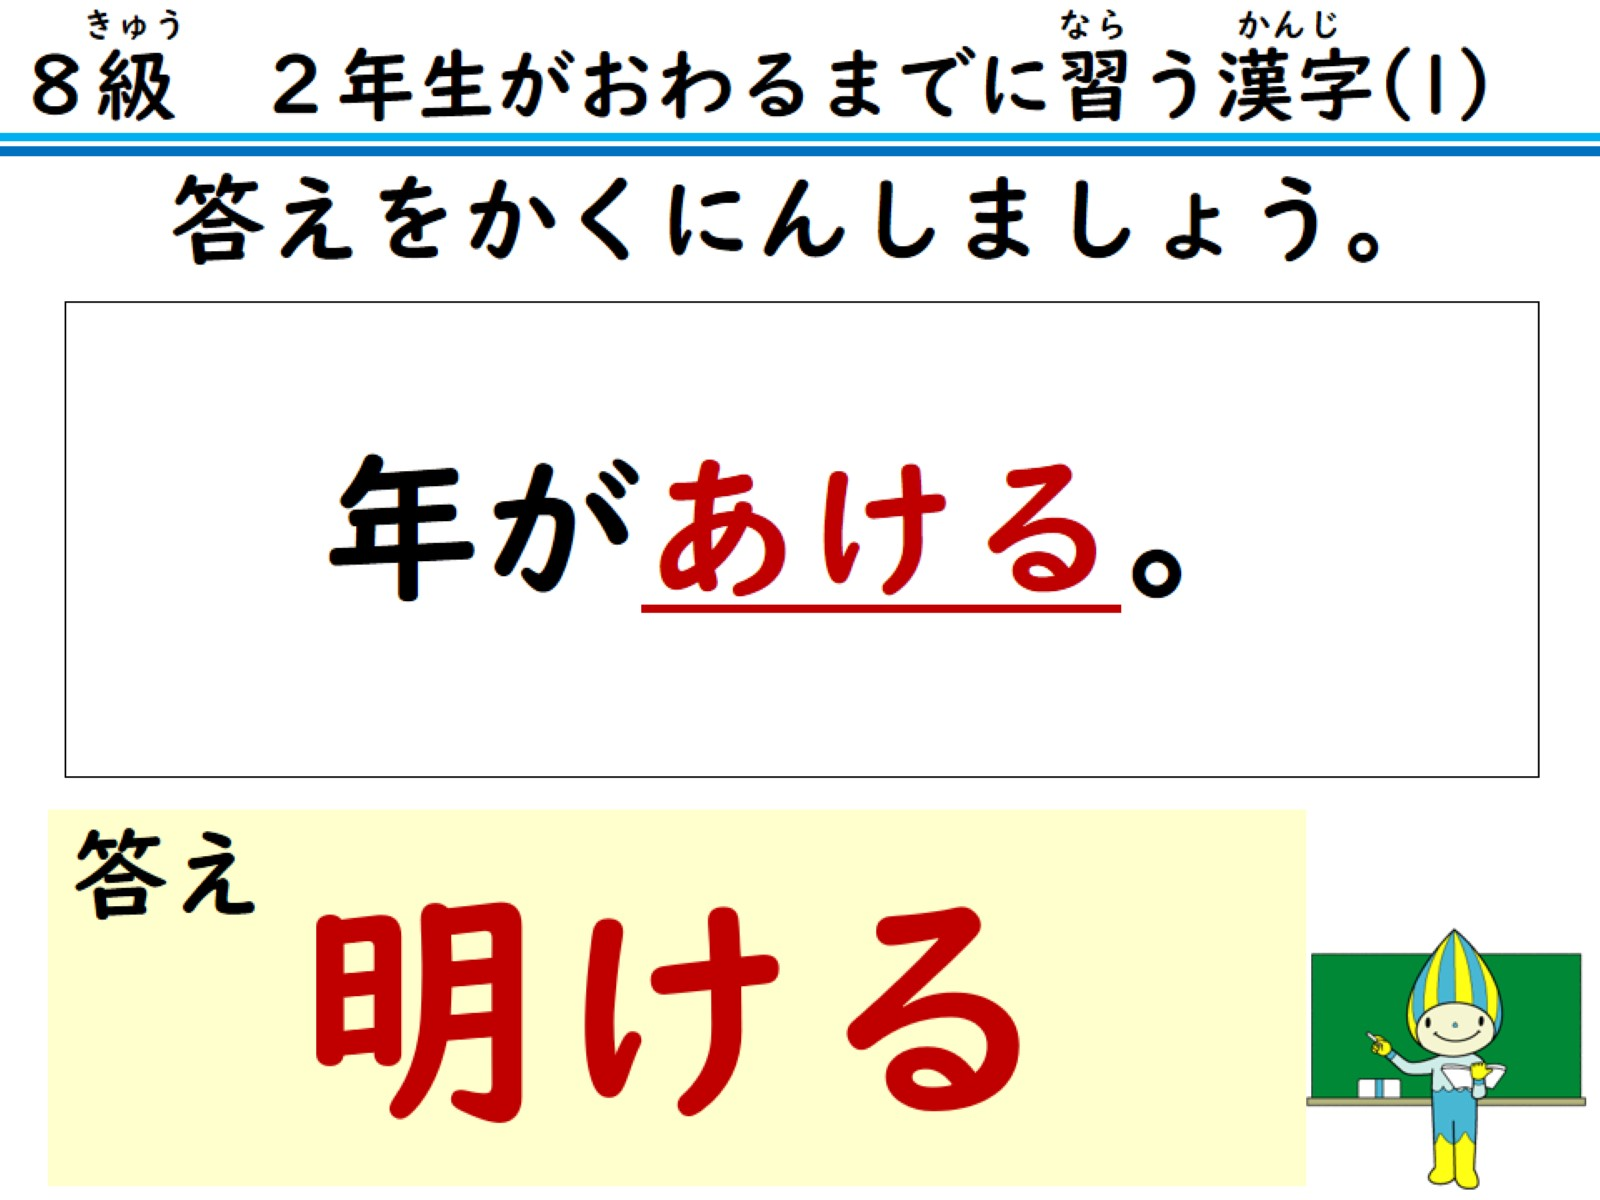 きゅう なら かんじ
８級　２年生がおわるまでに習う漢字(1)
答えをかくにんしましょう。
年があける。
答え
明ける